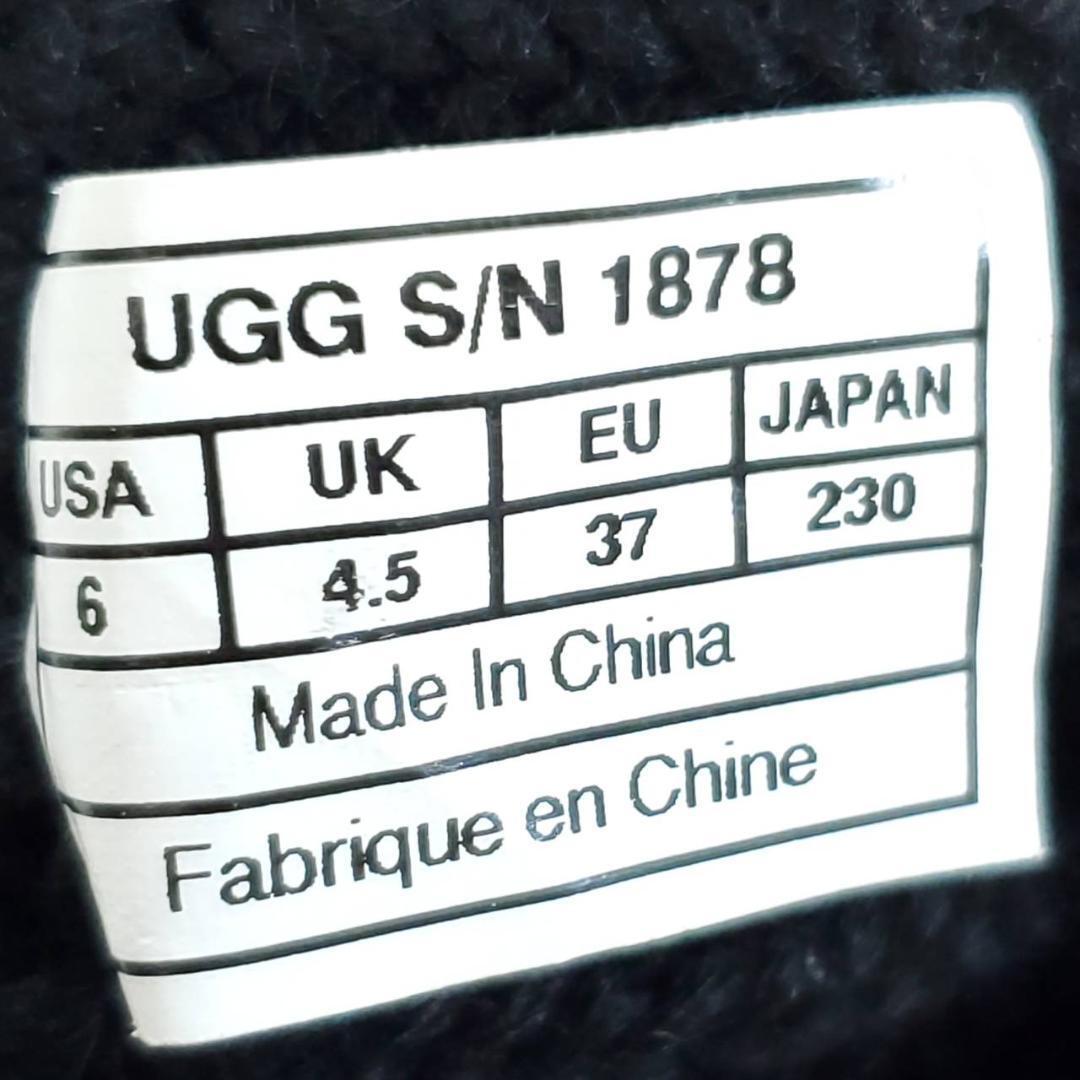 UGG S/N 1878
USA UK EU JAPAN
6 4.5 37 230
Made In China
Fabrique en Chine